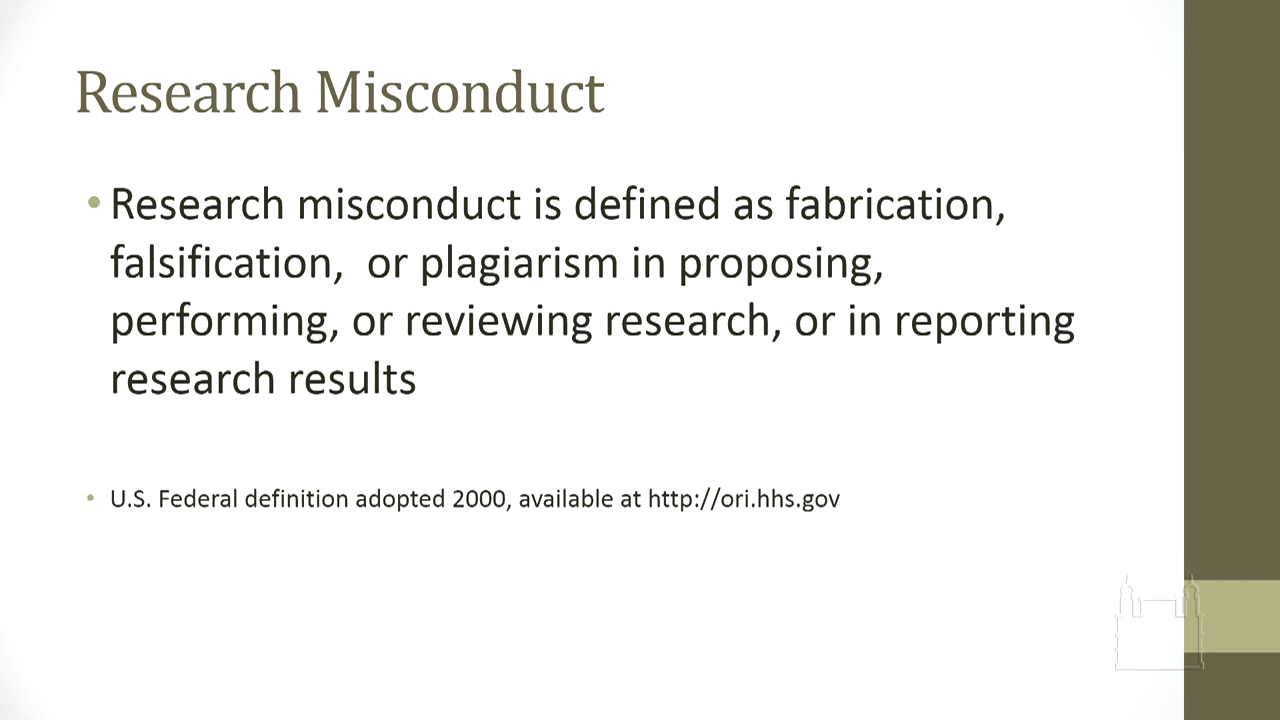 Research Misconduct
• Research misconduct is defined as fabrication,
falsification,  or plagiarism in proposing,
performing, or reviewing research, or in reporting
research results
• U.S. Federal definition adopted 2000, available at http://ori.hhs.gov